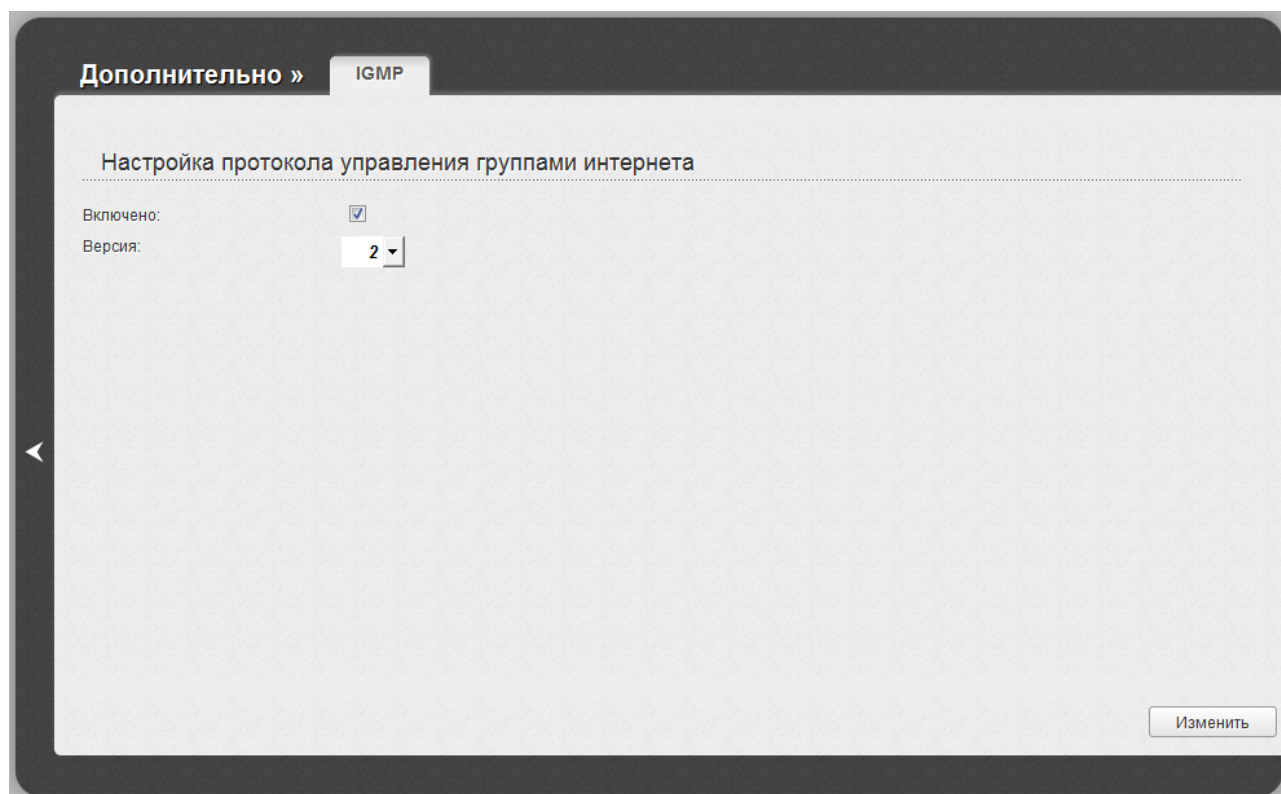 Дополнительно »
IGMP
Настройка протокола управления группами интернета
Включено:
Версия:
2
Изменить